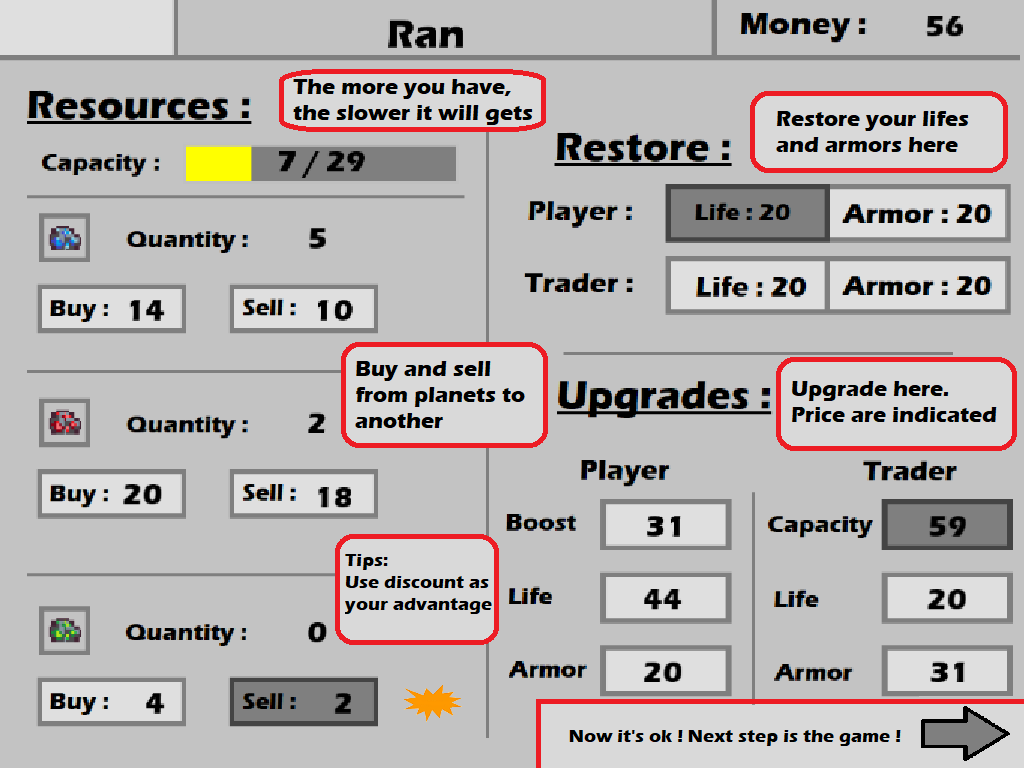 Ran
Money : 56
Resources :
The more you have,
the slower it will gets
Capacity : 7 / 29
Quantity : 5
Buy : 14 Sell : 10
Buy and sell
from planets to
another
Quantity : 2
Buy : 20 Sell : 18
Tips:
Use discount as
your advantage
Quantity : 0
Buy : 4 Sell : 2
Restore :
Restore your lifes
and armors here
Player : Life : 20 Armor : 20
Trader : Life : 20 Armor : 20
Upgrades :
Upgrade here.
Price are indicated
Player Trader
Boost 31 Capacity 59
Life 44 Life 20
Armor 20 Armor 31
Now it's ok ! Next step is the game !